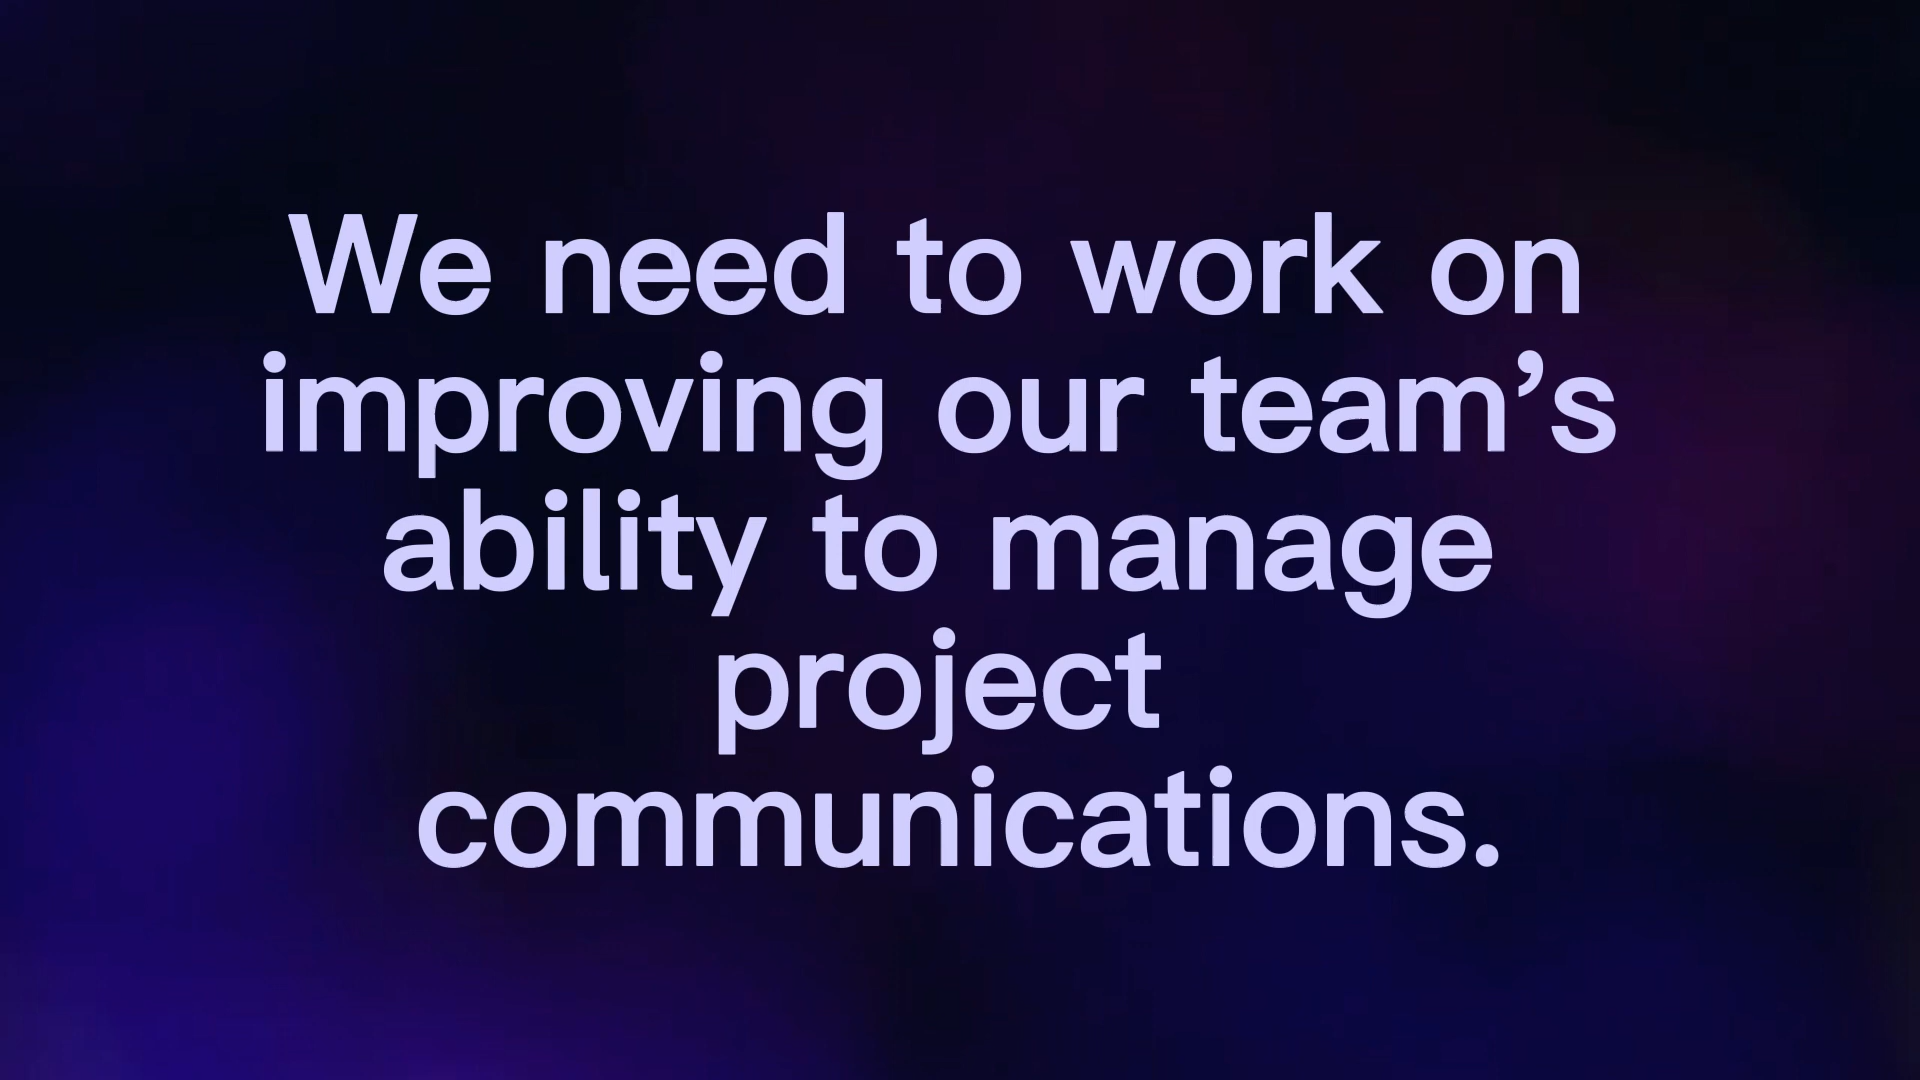 We need to work on
improving our team’s
ability to manage
project
communications.